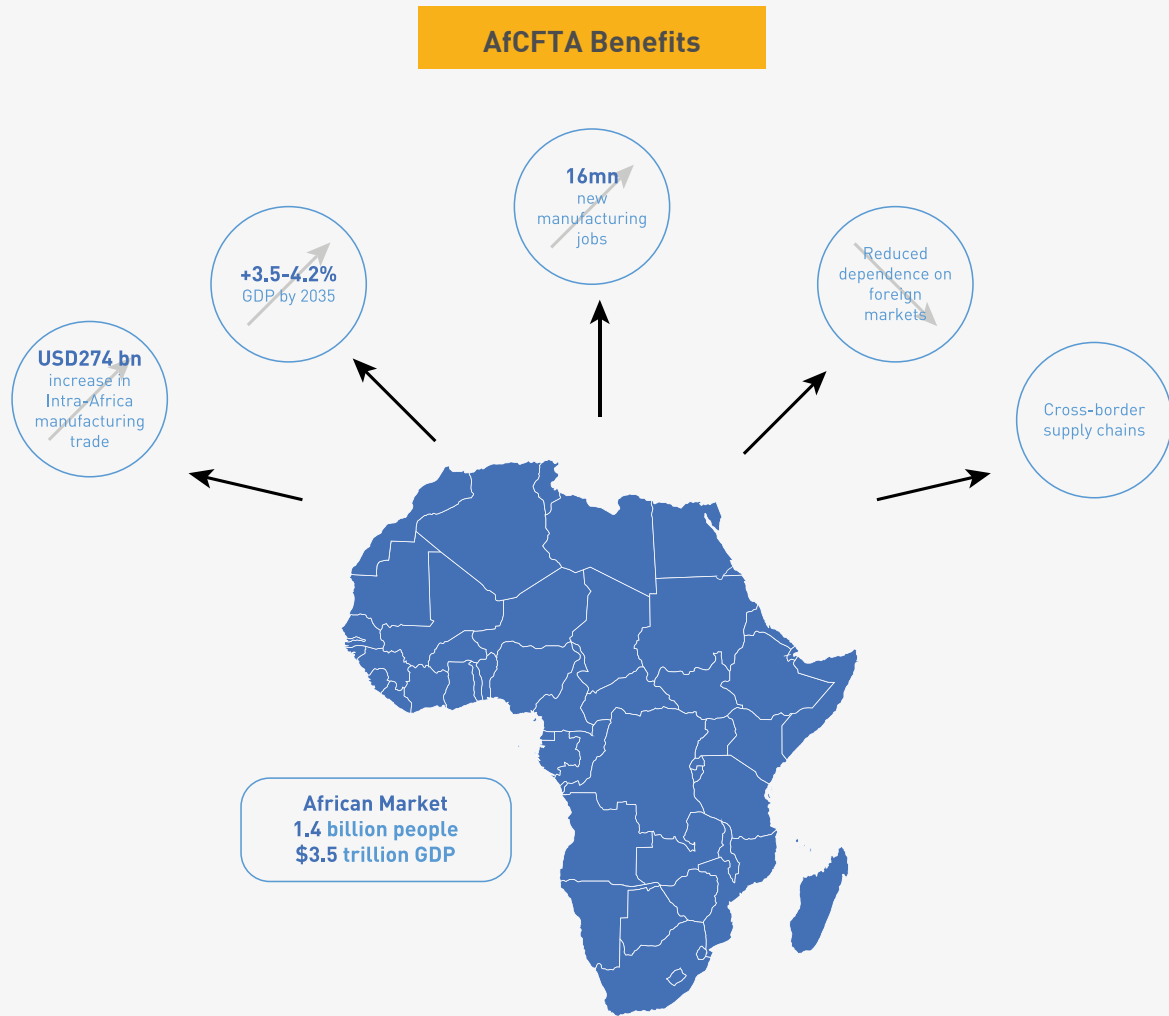 AfCFTA Benefits
USD274 bn
increase in
Intra-Africa
manufacturing
trade
+3.5-4.2%
GDP by 2035
16mn
new
manufacturing
jobs
Reduced
dependence on
foreign
markets
Cross-border
supply chains
African Market
1.4 billion people
$3.5 trillion GDP